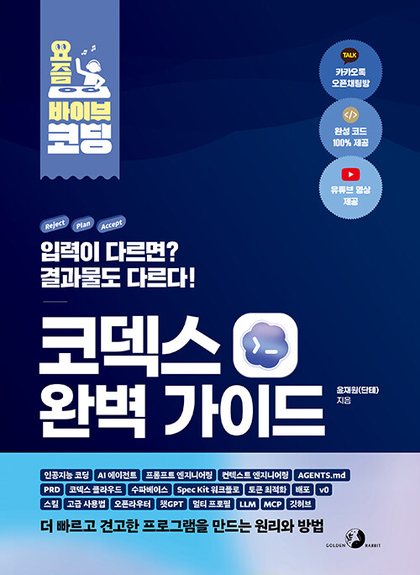 요즘
바이브
코딩
TALK
카카오톡
오픈채팅방
</>
완성 코드
100% 제공
유튜브 영상
제공
Reject Plan Accept
입력이 다르면?
결과물도 다르다!
코덱스
완벽 가이드
윤재원(단테)
지음
인공지능 코딩 AI 에이전트 프롬프트 엔지니어링 컨텍스트 엔지니어링 AGENTS.md
PRD 코덱스 클라우드 수파베이스 Spec Kit 워크플로 토큰 최적화 배포 v0
스킬 고급 사용법 오픈라우터 챗GPT 멀티 프로필 LLM MCP 깃허브
더 빠르고 견고한 프로그램을 만드는 원리와 방법
GOLDEN RABBIT